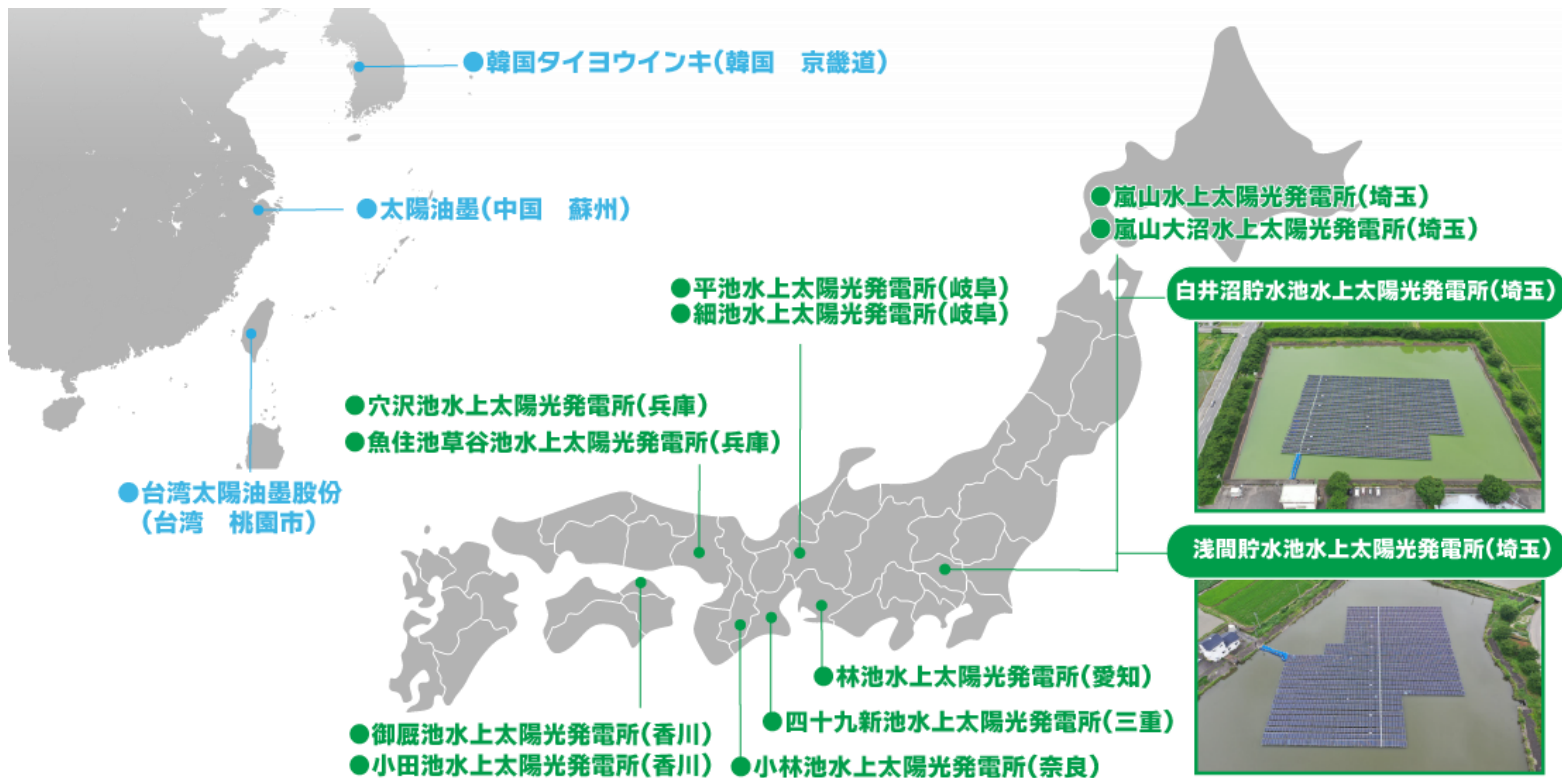 ●韓国タイヨウインキ(韓国　京畿道)
●太陽油墨(中国　蘇州)
●嵐山水上太陽光発電所(埼玉)
●嵐山大沼水上太陽光発電所(埼玉)
●平池水上太陽光発電所(岐阜)
●細池水上太陽光発電所(岐阜)
白井沼貯水池水上太陽光発電所(埼玉)
●穴沢池水上太陽光発電所(兵庫)
●魚住池草谷池水上太陽光発電所(兵庫)
●台湾太陽油墨股份
(台湾　桃園市)
浅間貯水池水上太陽光発電所(埼玉)
●林池水上太陽光発電所(愛知)
●四十九新池水上太陽光発電所(三重)
●御厩池水上太陽光発電所(香川)
●小田池水上太陽光発電所(香川)
●小林池水上太陽光発電所(奈良)